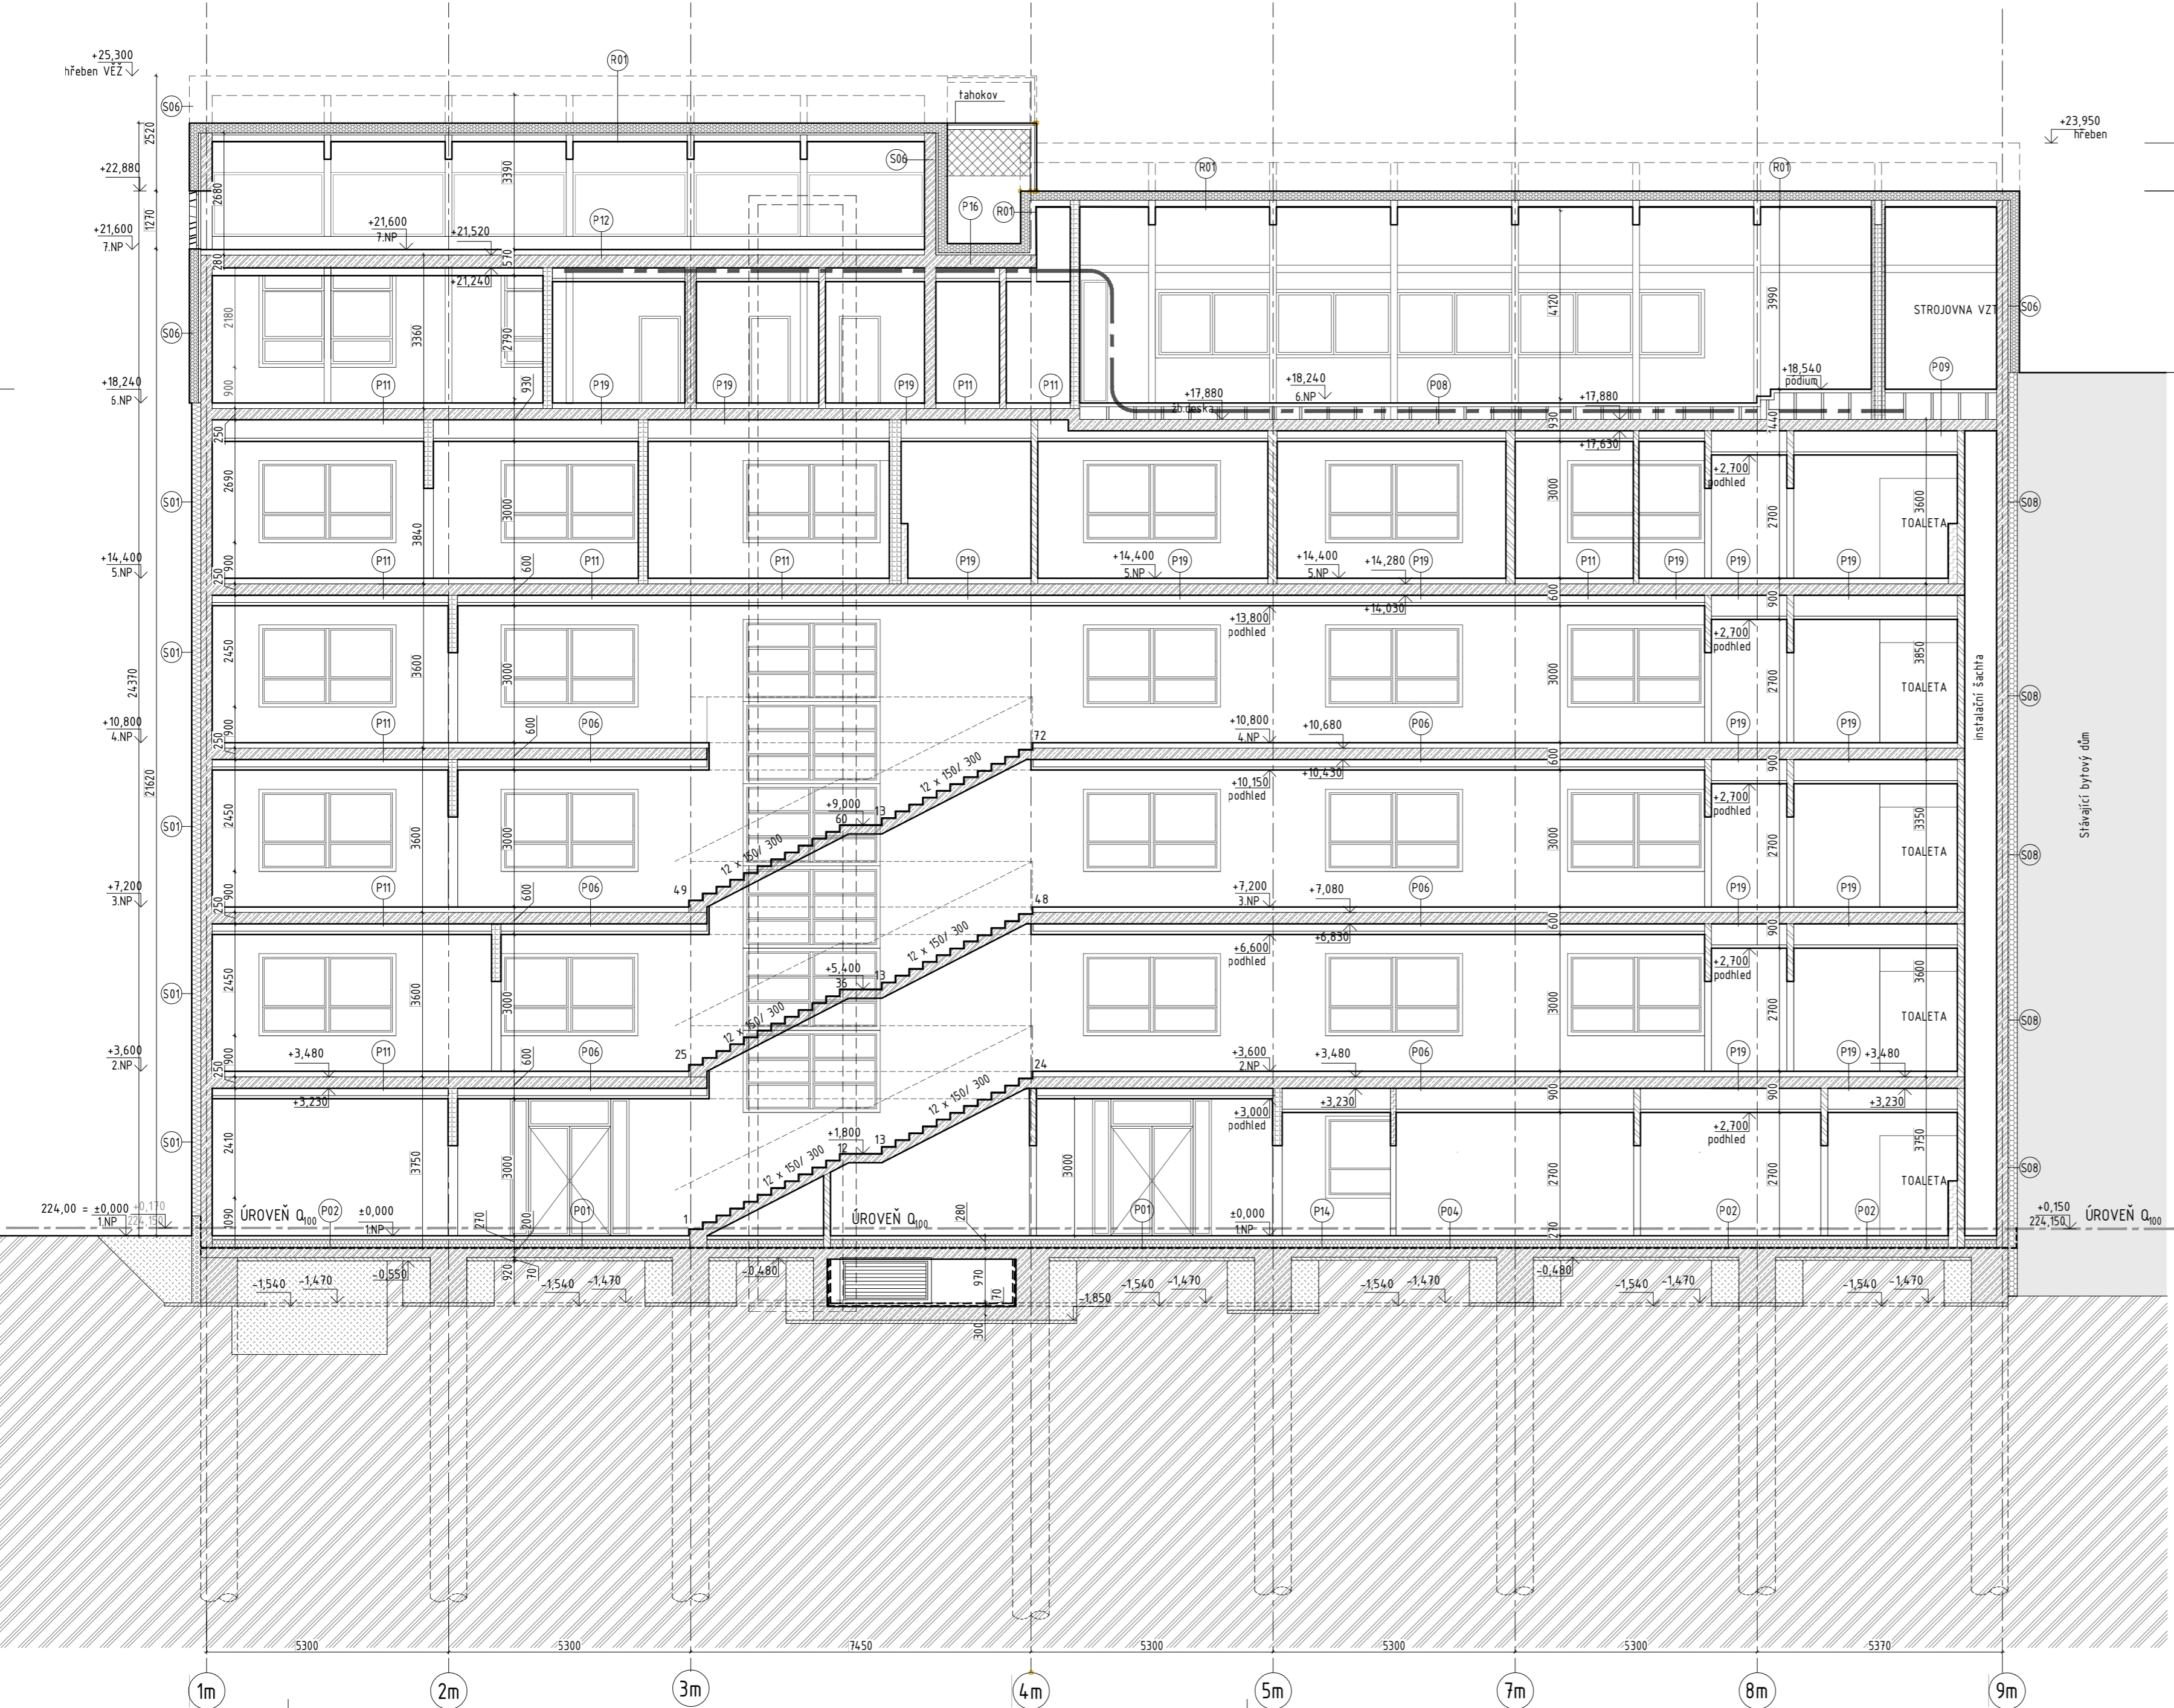 +25,300
hřeben VĚŽ
R01
S06
tahokov
+23,950
hřeben
2520
3390
S06
R01
R01
+22,880
2680
P16
R01
1270
+21,600
7.NP
+21,600
7.NP
+21,520
P12
280
570
+21,240
2180
3360
2790
4120
3990
STROJOVNA VZT
S06
S06
+18,240
6.NP
900
P11
930
P19
P19
P19
P11
P11
+17,880
žb.deska
+18,240
6.NP
P08
+18,540
pódium
P09
+17,880
250
930
1440
+17,630
2690
3840
3000
3000
+2,700
podhled
2700
3600
S01
S08
TOALETA
+14,400
5.NP
900
250
P11
600
P11
P11
P19
+14,400
5.NP
P19
+14,400
5.NP
+14,280
P19
P11
P19
P19
P19
600
900
+14,030
+13,800
podhled
+2,700
podhled
S01
2450
3600
3000
3000
2700
3850
TOALETA
instalační šachta
S08
24370
21620
+10,800
4.NP
900
250
P11
P06
600
72
+10,800
4.NP
+10,680
P06
P19
P19
600
900
+10,430
+10,150
podhled
+2,700
podhled
Stávající bytový dům
12 x 150/ 300
+9,000
60
13
12 x 150/ 300
S01
2450
3600
3000
3000
2700
3350
TOALETA
S08
+7,200
3.NP
900
250
P11
P06
600
49
48
+7,200
3.NP
+7,080
P06
P19
P19
600
900
+6,830
+6,600
podhled
+2,700
podhled
12 x 150/ 300
+5,400
36
13
12 x 150/ 300
S01
2450
3600
3000
3000
2700
3600
TOALETA
S08
+3,600
2.NP
900
250
+3,480
P11
P06
600
25
24
+3,600
2.NP
+3,480
P06
P19
P19
+3,480
+3,230
900
900
+3,230
+3,230
+3,000
podhled
+2,700
podhled
12 x 150/ 300
+1,800
12
13
12 x 150/ 300
S01
2410
3750
3000
3000
2700
2700
3750
TOALETA
S08
224,00 = ±0,000
1.NP
+0,170
224,150
1090
ÚROVEŇ Q100
P02
±0,000
1.NP
270
200
P01
1
ÚROVEŇ Q100
280
P01
±0,000
1.NP
P14
P04
270
P02
P02
+0,150
224,150
ÚROVEŇ Q100
-1,540
-1,470
-0,550
920
70
-1,540
-1,470
-0,480
970
170
-1,850
300
-1,540
-1,470
-1,540
-1,470
-0,480
-1,540
-1,470
-1,540
-1,470
5300
5300
7450
5300
5300
5300
5370
1m
2m
3m
4m
5m
7m
8m
9m